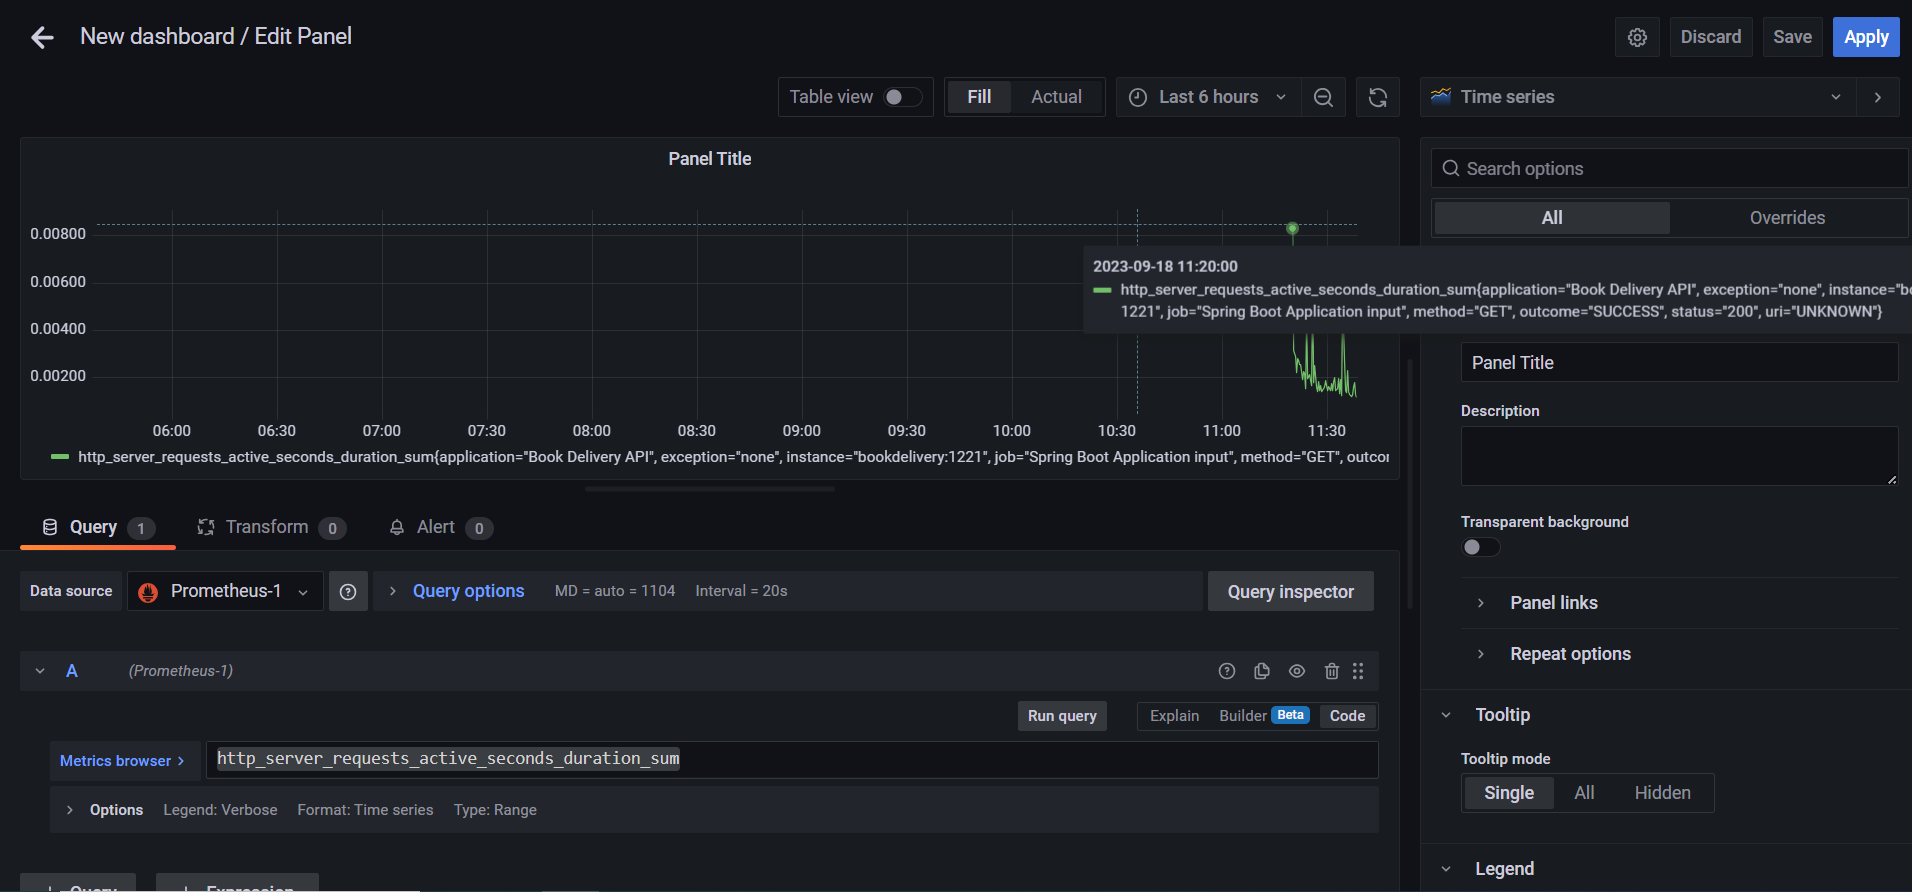 New dashboard / Edit Panel
Discard
Save
Apply
Table view
Fill
Actual
Last 6 hours
Time series
Panel Title
Search options
All
Overrides
0.00800
0.00600
0.00400
0.00200
2023-09-18 11:20:00
http_server_requests_active_seconds_duration_sum{application="Book Delivery API", exception="none", instance="bo
1221", job="Spring Boot Application input", method="GET", outcome="SUCCESS", status="200", uri="UNKNOWN"}
06:00 06:30 07:00 07:30 08:00 08:30 09:00 09:30 10:00 10:30 11:00 11:30
http_server_requests_active_seconds_duration_sum{application="Book Delivery API", exception="none", instance="bookdelivery:1221", job="Spring Boot Application input", method="GET", outcor
Panel Title
Description
Transparent background
Panel links
Repeat options
Tooltip
Tooltip mode
Single
All
Hidden
Legend
Query 1
Transform 0
Alert 0
Data source
Prometheus-1
Query options
MD = auto = 1104
Interval = 20s
Query inspector
A
(Prometheus-1)
Run query
Explain
Builder Beta
Code
Metrics browser >
http_server_requests_active_seconds_duration_sum
Options
Legend: Verbose
Format: Time series
Type: Range
+ Query
+ Expression